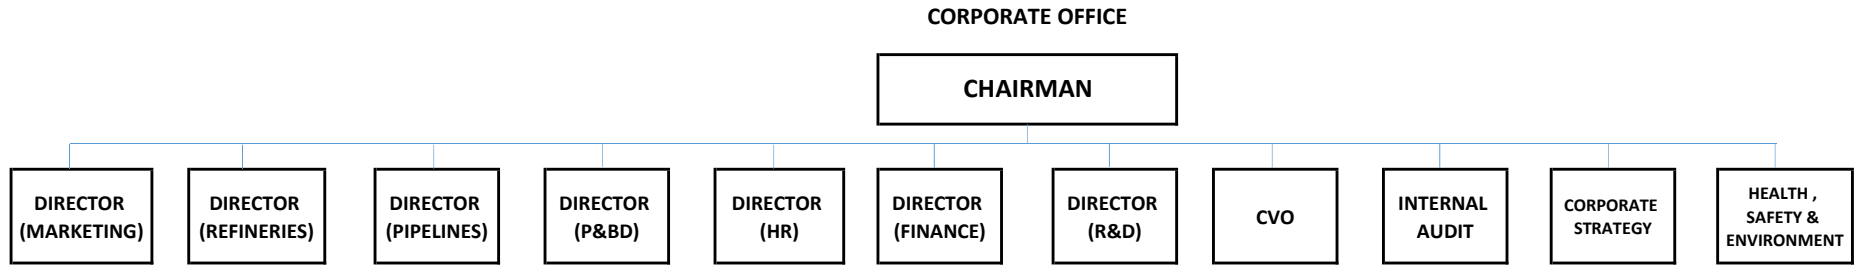 CORPORATE OFFICE
CHAIRMAN
DIRECTOR
(MARKETING)
DIRECTOR
(REFINERIES)
DIRECTOR
(PIPELINES)
DIRECTOR
(P&BD)
DIRECTOR
(HR)
DIRECTOR
(FINANCE)
DIRECTOR
(R&D)
CVO
INTERNAL
AUDIT
CORPORATE
STRATEGY
HEALTH ,
SAFETY &
ENVIRONMENT